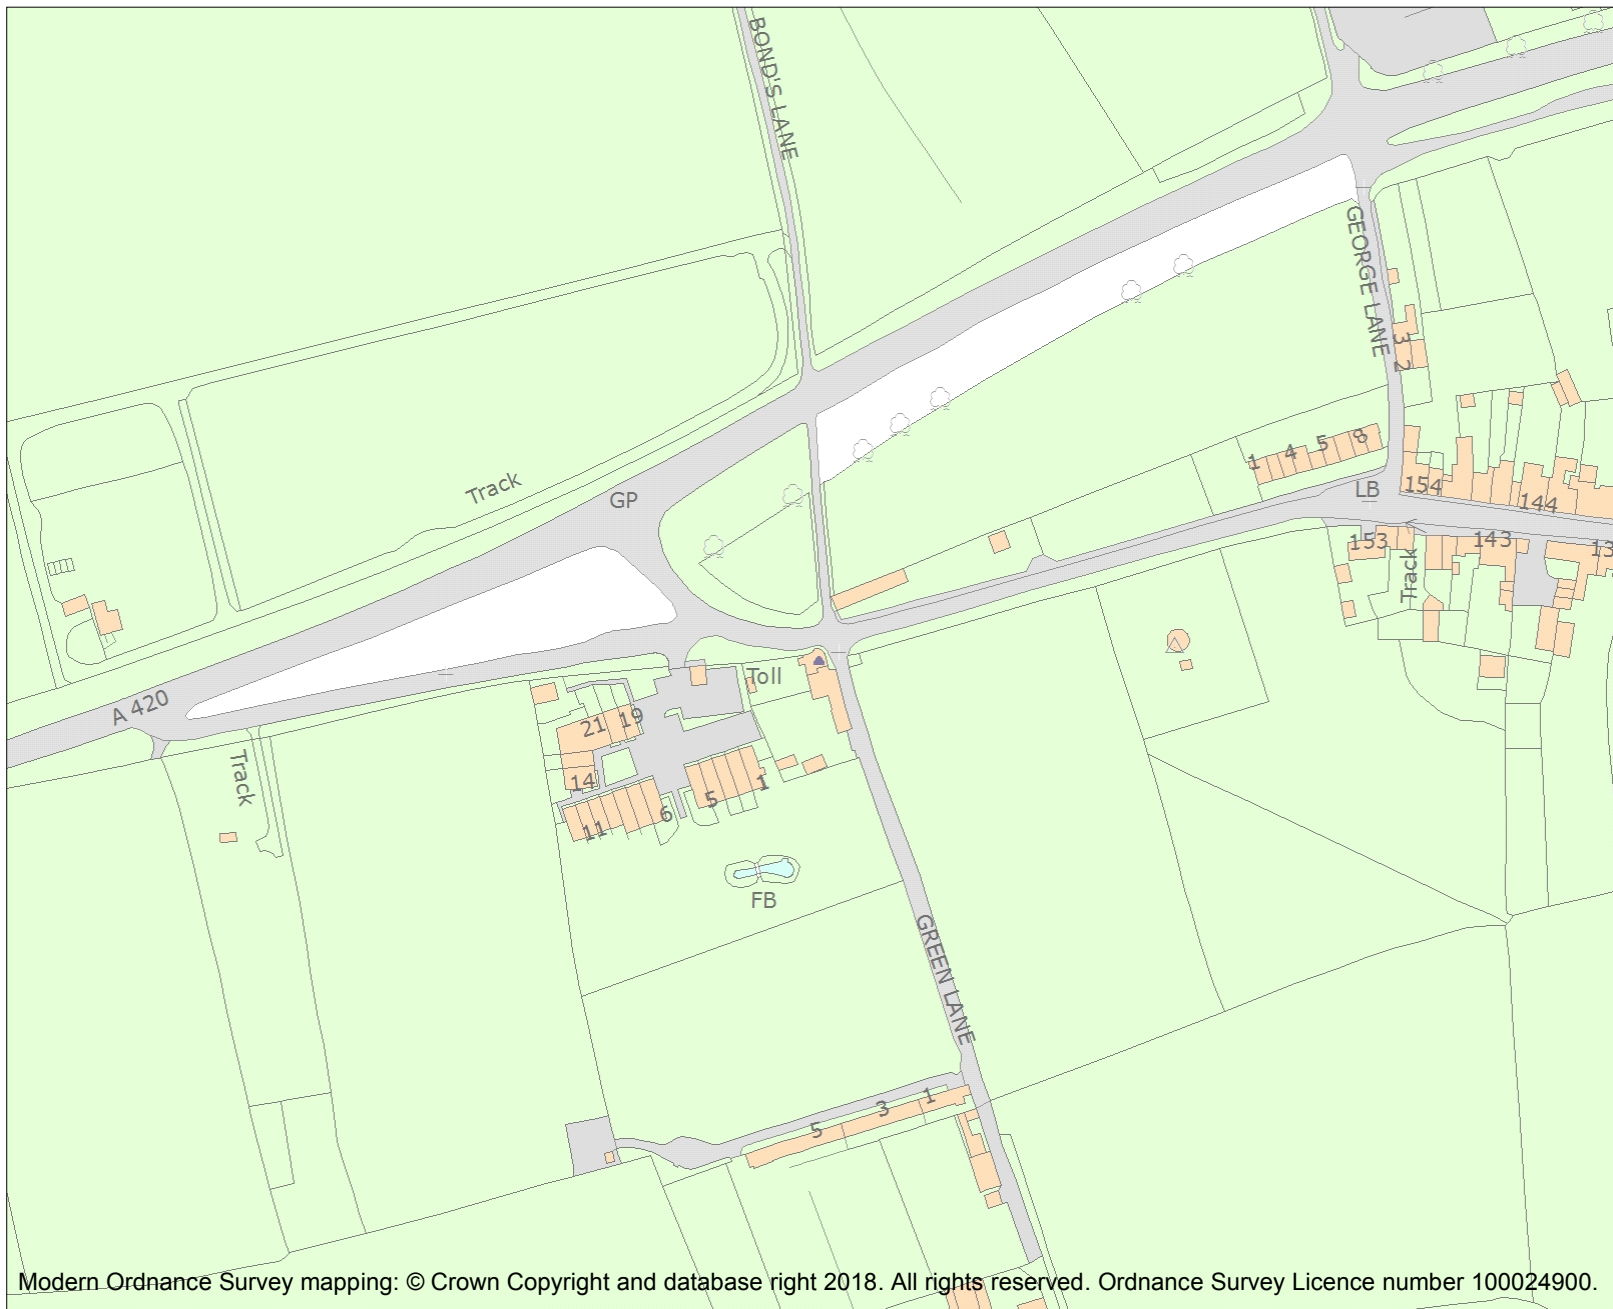 BOND'S LANE
GEORGE LANE
3
2
Track
GP
1
4
5
8
LB
154
144
153
143
13
Track
A 420
Toll
21
19
Track
14
11
6
5
1
FB
GREEN LANE
5
3
1
Modern Ordnance Survey mapping: © Crown Copyright and database right 2018. All rights reserved. Ordnance Survey Licence number 100024900.